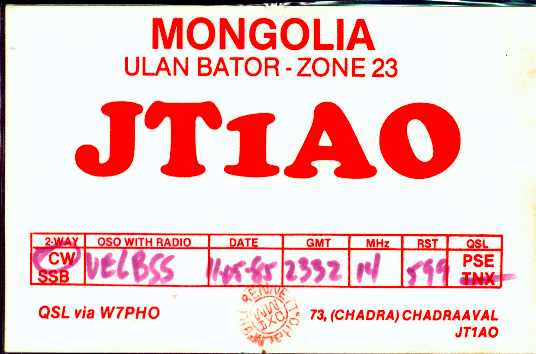 MONGOLIA
ULAN BATOR - ZONE 23
JT1AO
2-WAY QSO WITH RADIO DATE GMT MHz RST QSL
CW VE6BSS 11-05-85 2332 14 599 PSE
SSB TNX
QSL via W7PHO
73, (CHADRA) CHADRAAVAL
JT1AO